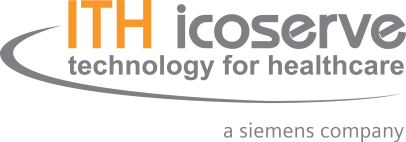 ITH icoserve
technology for healthcare
a siemens company